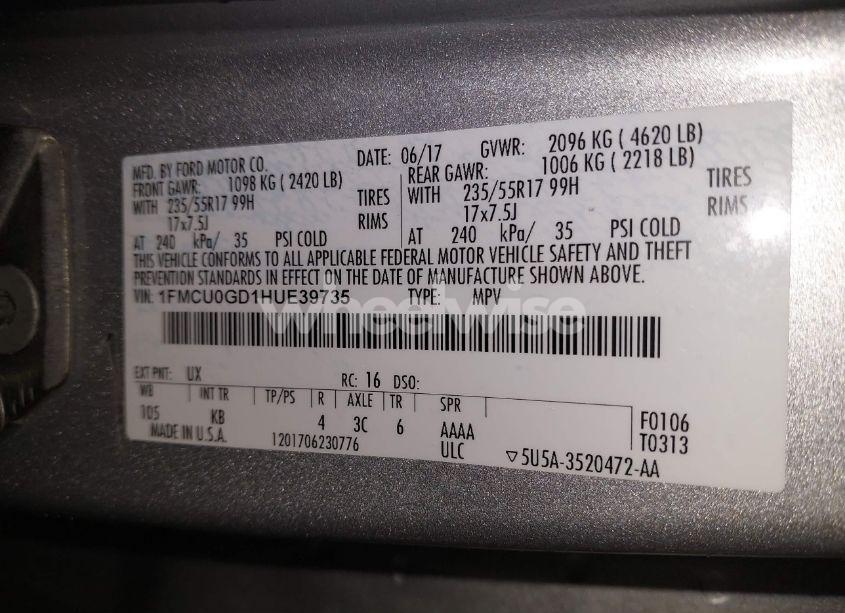 MFD. BY FORD MOTOR CO. DATE: 06/17 GVWR: 2096 KG ( 4620 LB)
FRONT GAWR: 1098 KG ( 2420 LB) REAR GAWR: 1006 KG ( 2218 LB)
WITH 235/55R17 99H TIRES WITH 235/55R17 99H TIRES
17x7.5J RIMS 17x7.5J RIMS
AT 240 kPa/ 35 PSI COLD AT 240 kPa/ 35 PSI COLD
THIS VEHICLE CONFORMS TO ALL APPLICABLE FEDERAL MOTOR VEHICLE SAFETY AND THEFT
PREVENTION STANDARDS IN EFFECT ON THE DATE OF MANUFACTURE SHOWN ABOVE.
VIN: 1FMCU0GD1HUE39735 TYPE: MPV
wheelwise
EXT PNT: UX RC: 16 DSO:
WB INT TR TP/PS R AXLE TR SPR
105 KB 4 3C 6 AAAA F0106
MADE IN U.S.A. 1201706230776 ULC T0313
▽5U5A-3520472-AA